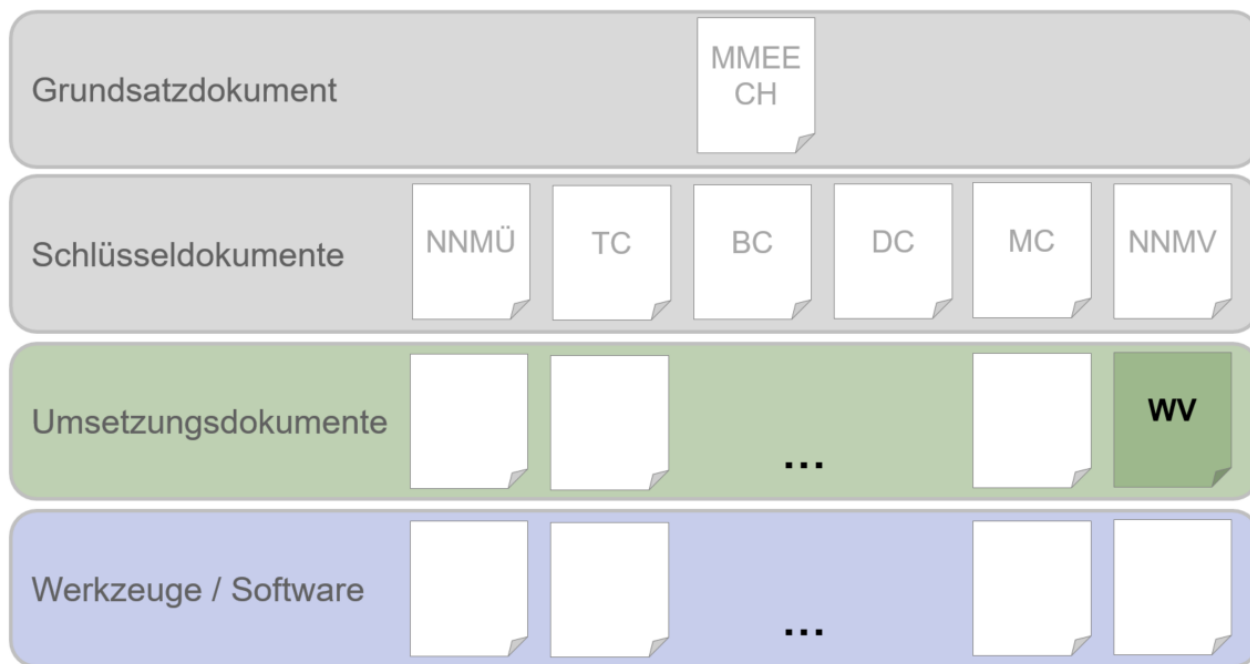 Grundsatzdokument
MMEE
CH
Schlüsseldokumente
NNMÜ
TC
BC
DC
MC
NNMV
Umsetzungsdokumente
...
WV
Werkzeuge / Software
...